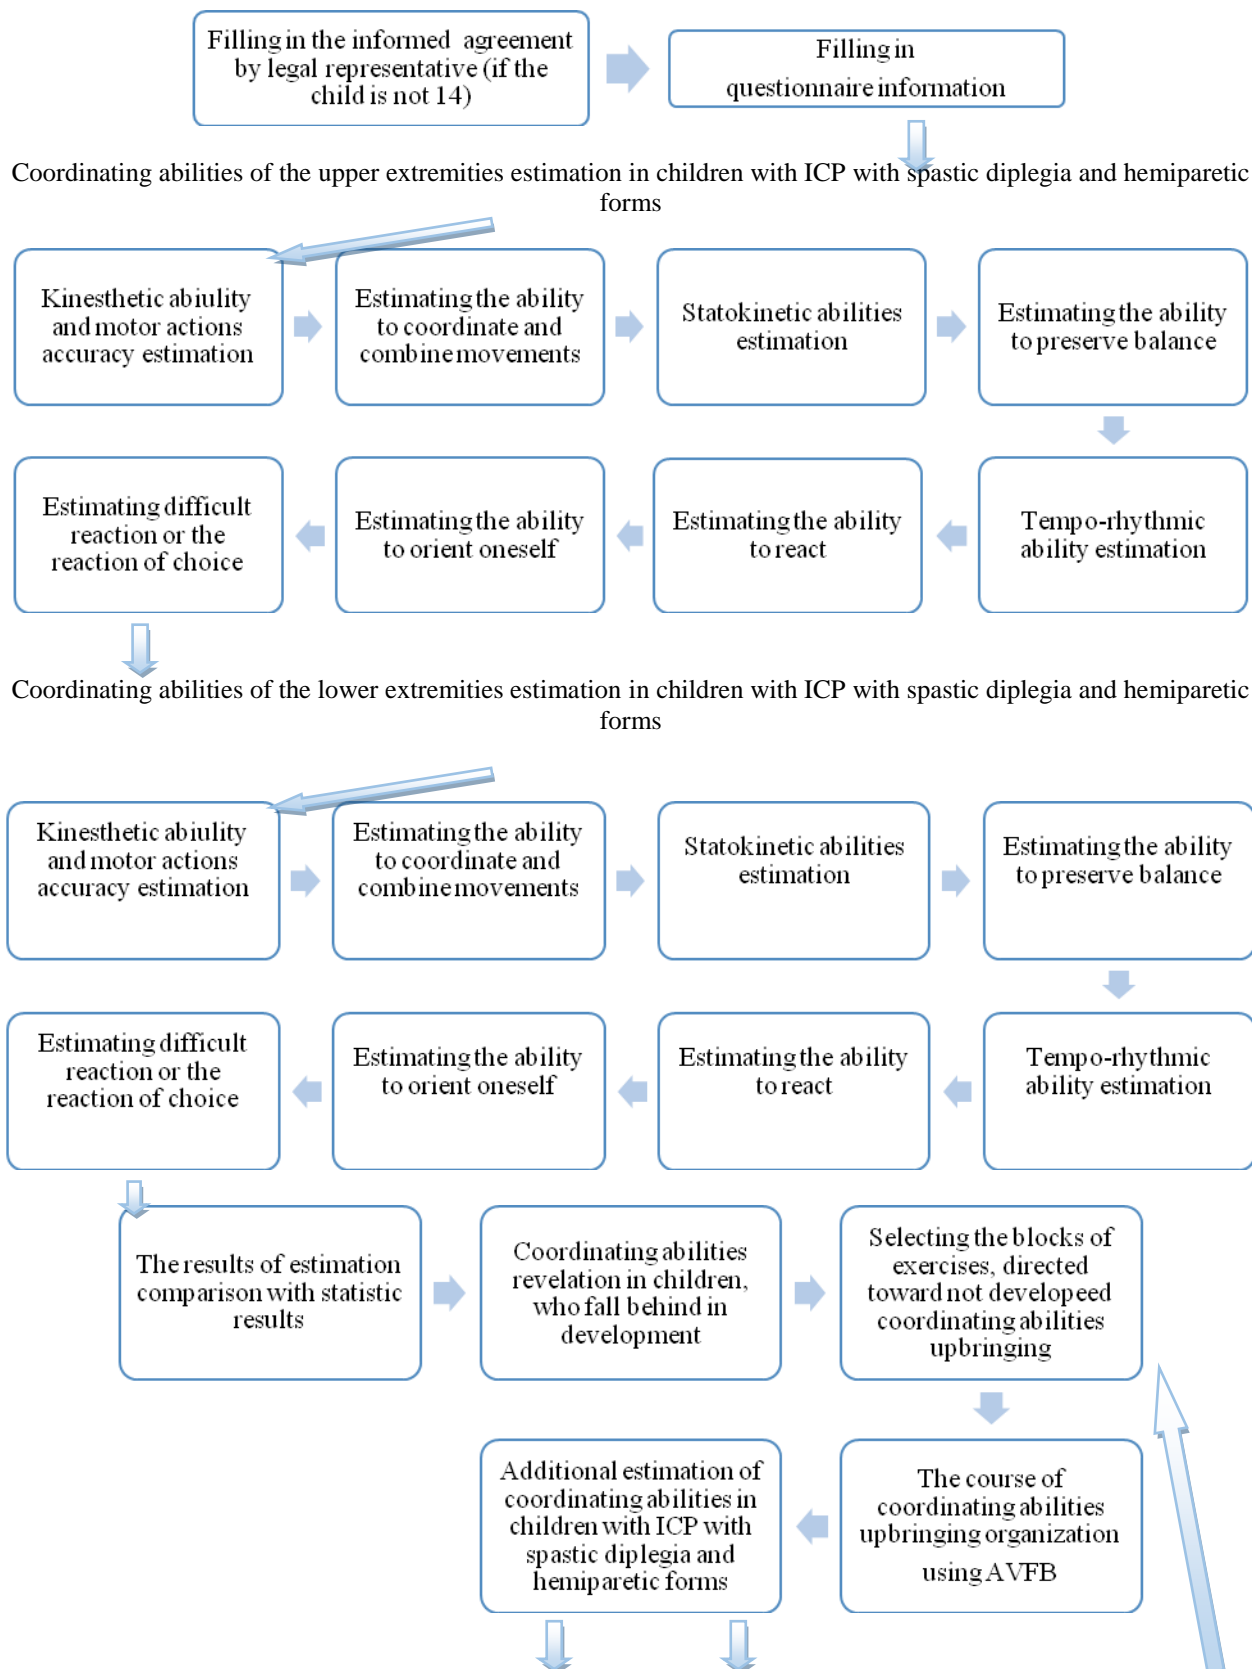 Filling in the informed agreement
by legal representative (if the
child is not 14)
Filling in
questionnaire information
Coordinating abilities of the upper extremities estimation in children with ICP with spastic diplegia and hemiparetic
forms
Kinesthetic abiulity
and motor actions
accuracy estimation
Estimating the ability
to coordinate and
combine movements
Statokinetic abilities
estimation
Estimating the ability
to preserve balance
Estimating difficult
reaction or the
reaction of choice
Estimating the ability
to orient oneself
Estimating the ability
to react
Tempo-rhythmic
ability estimation
Coordinating abilities of the lower extremities estimation in children with ICP with spastic diplegia and hemiparetic
forms
Kinesthetic abiulity
and motor actions
accuracy estimation
Estimating the ability
to coordinate and
combine movements
Statokinetic abilities
estimation
Estimating the ability
to preserve balance
Estimating difficult
reaction or the
reaction of choice
Estimating the ability
to orient oneself
Estimating the ability
to react
Tempo-rhythmic
ability estimation
The results of estimation
comparison with statistic
results
Coordinating abilities
revelation in children,
who fall behind in
development
Selecting the blocks of
exercises, directed
toward not developeed
coordinating abilities
upbringing
Additional estimation of
coordinating abilities in
children with ICP with
spastic diplegia and
hemiparetic forms
The course of
coordinating abilities
upbringing organization
using AVFB